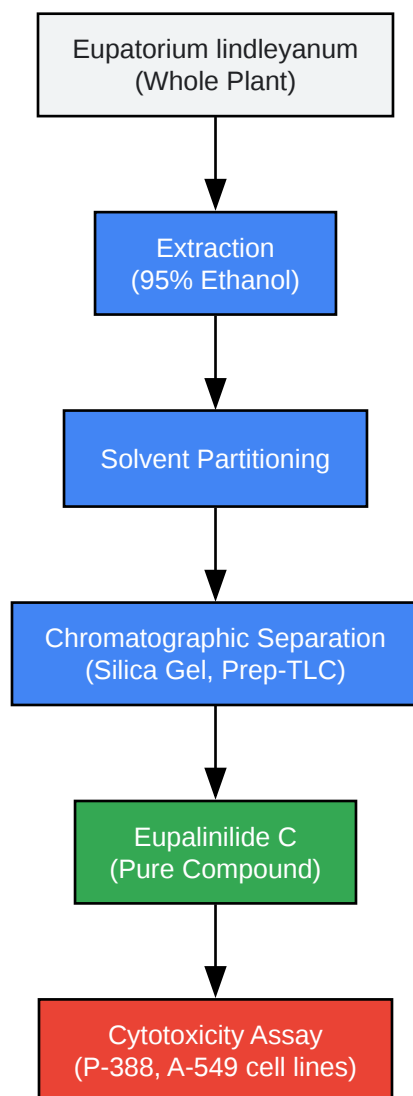 Eupatorium lindleyanum
(Whole Plant)
Extraction
(95% Ethanol)
Solvent Partitioning
Chromatographic Separation
(Silica Gel, Prep-TLC)
Eupalinilide C
(Pure Compound)
Cytotoxicity Assay
(P-388, A-549 cell lines)